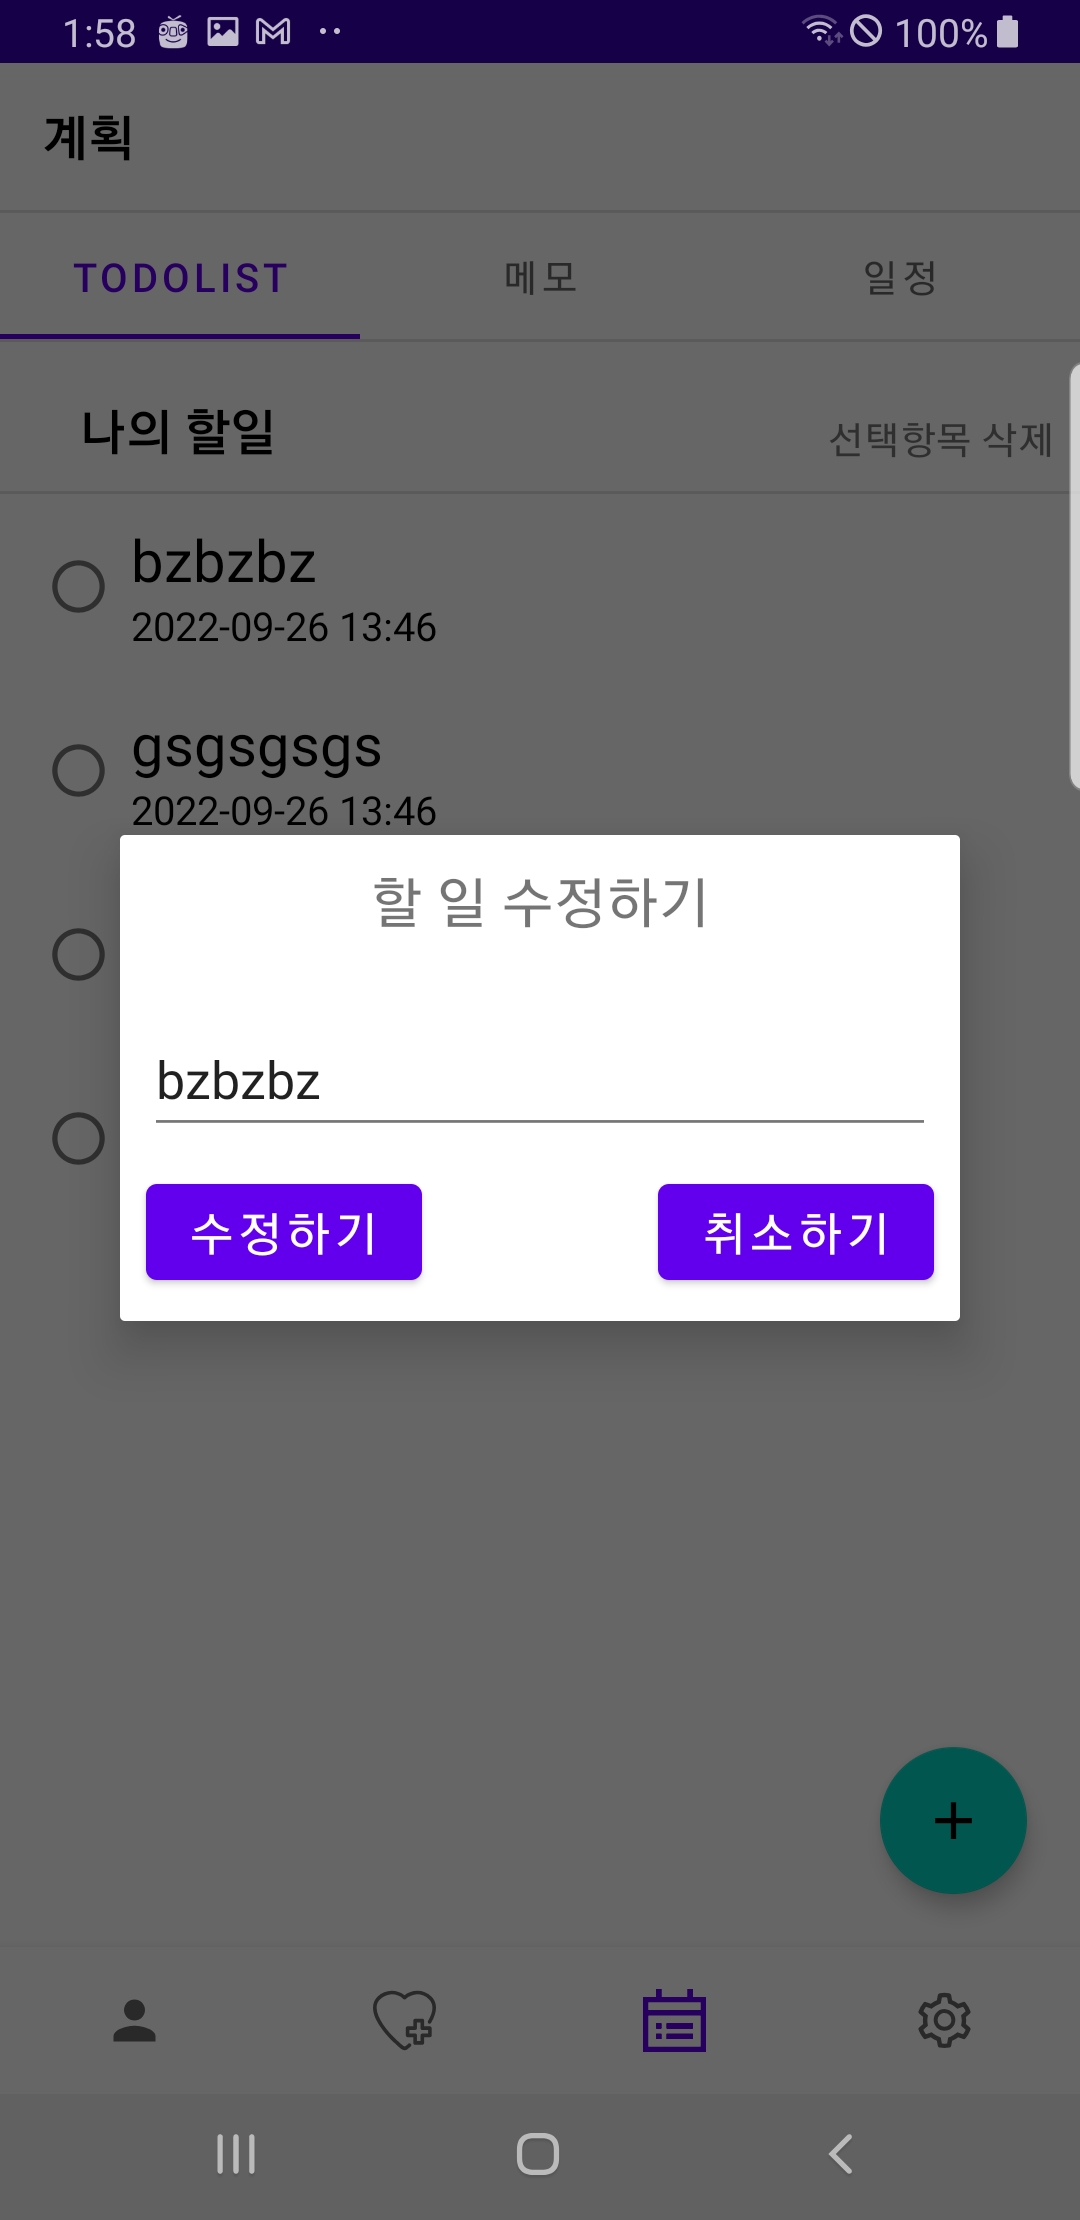 1:58 100%
계획
TODOLIST 메모 일정
나의 할일 선택항목 삭제
bzbzbz
2022-09-26 13:46
gsgsgsgs
2022-09-26 13:46
할 일 수정하기
bzbzbz
수정하기 취소하기